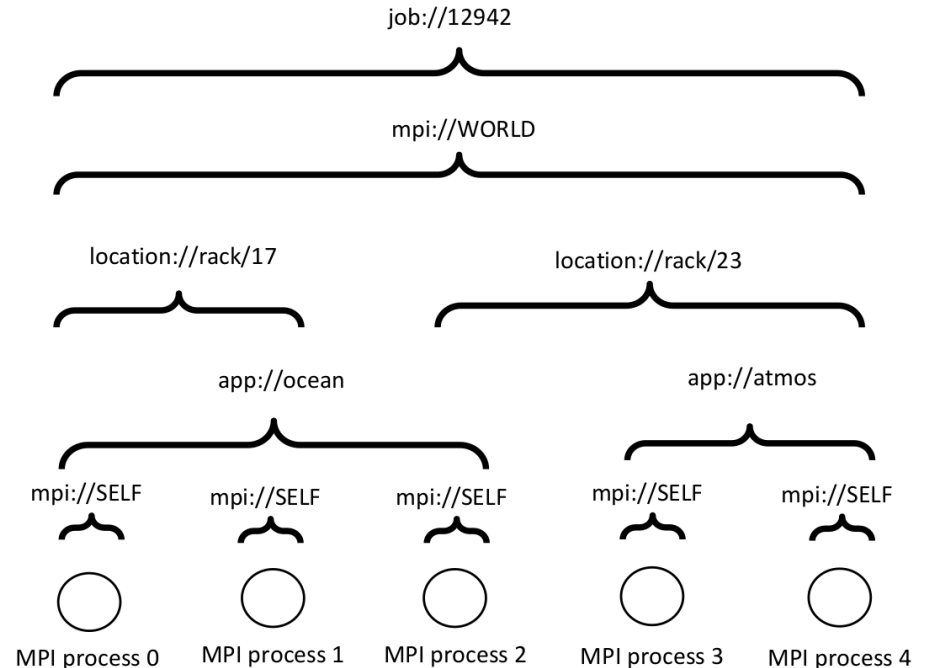 job://12942
mpi://WORLD
location://rack/17
location://rack/23
app://ocean
app://atmos
mpi://SELF
mpi://SELF
mpi://SELF
mpi://SELF
mpi://SELF
MPI process 0
MPI process 1
MPI process 2
MPI process 3
MPI process 4